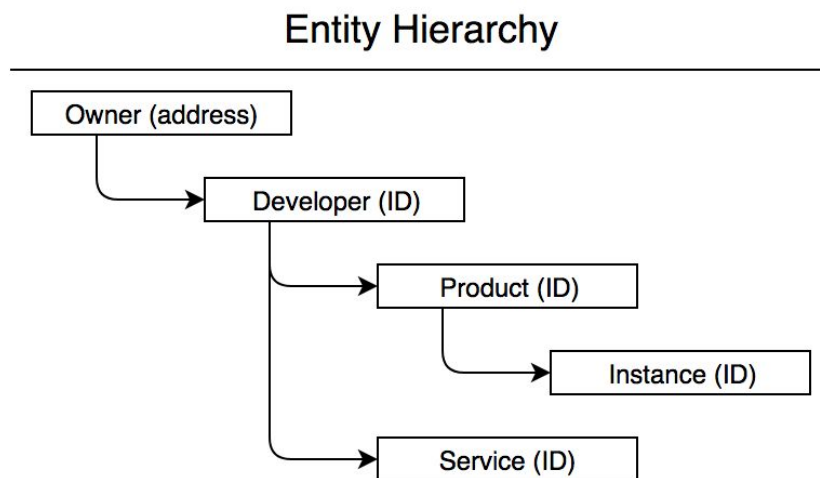 Entity Hierarchy
Owner (address)
Developer (ID)
Product (ID)
Instance (ID)
Service (ID)